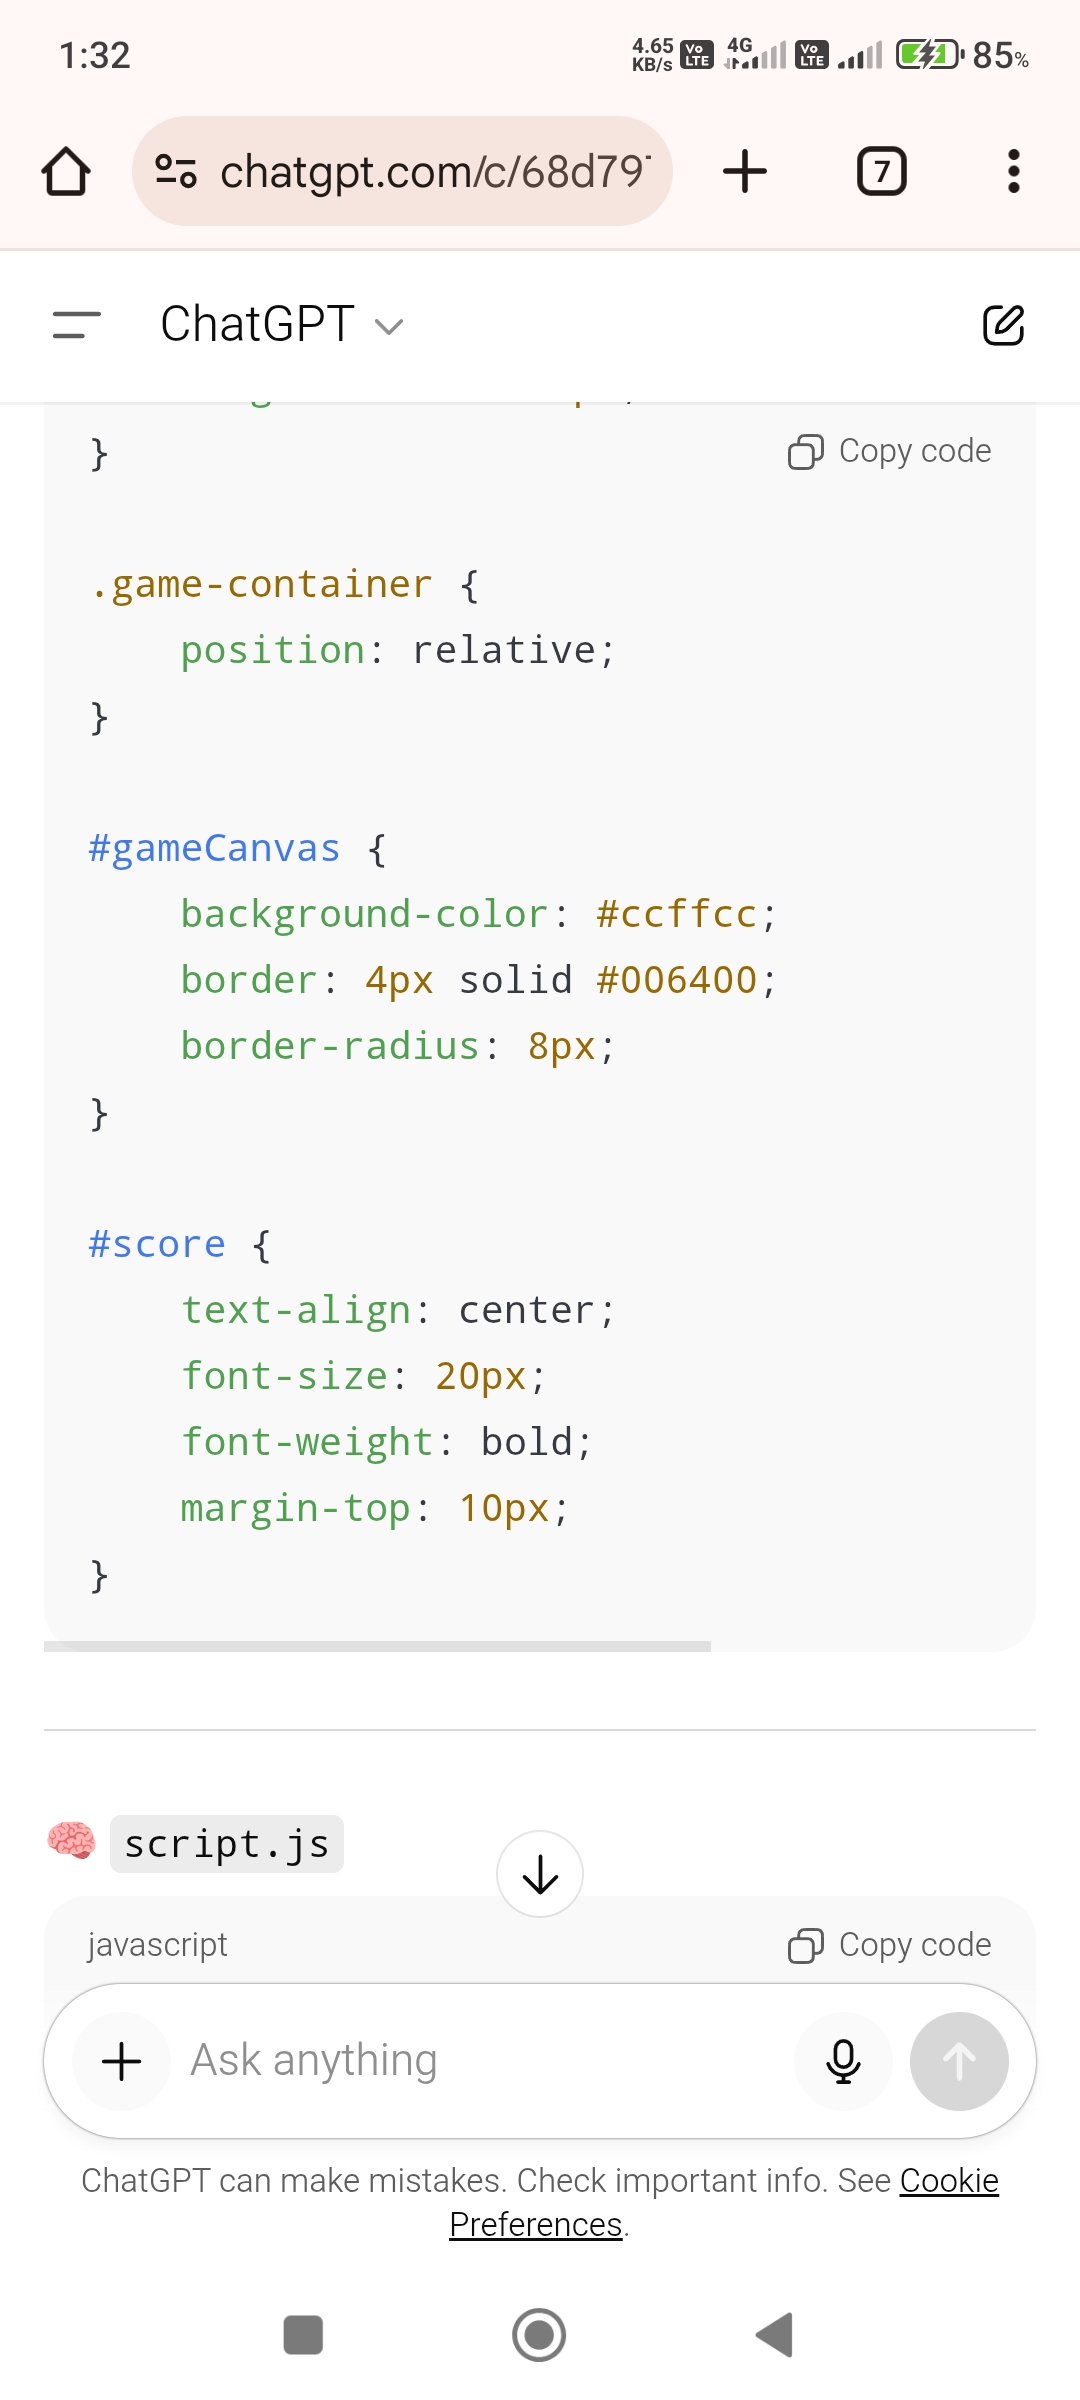 1:32
4.65 KB/s Vo LTE 4G Vo LTE 85%
chatgpt.com/c/68d79
7
ChatGPT
}
Copy code
.game-container {
    position: relative;
}
#gameCanvas {
    background-color: #ccffcc;
    border: 4px solid #006400;
    border-radius: 8px;
}
#score {
    text-align: center;
    font-size: 20px;
    font-weight: bold;
    margin-top: 10px;
}
script.js
javascript
Copy code
Ask anything
ChatGPT can make mistakes. Check important info. See Cookie
Preferences.